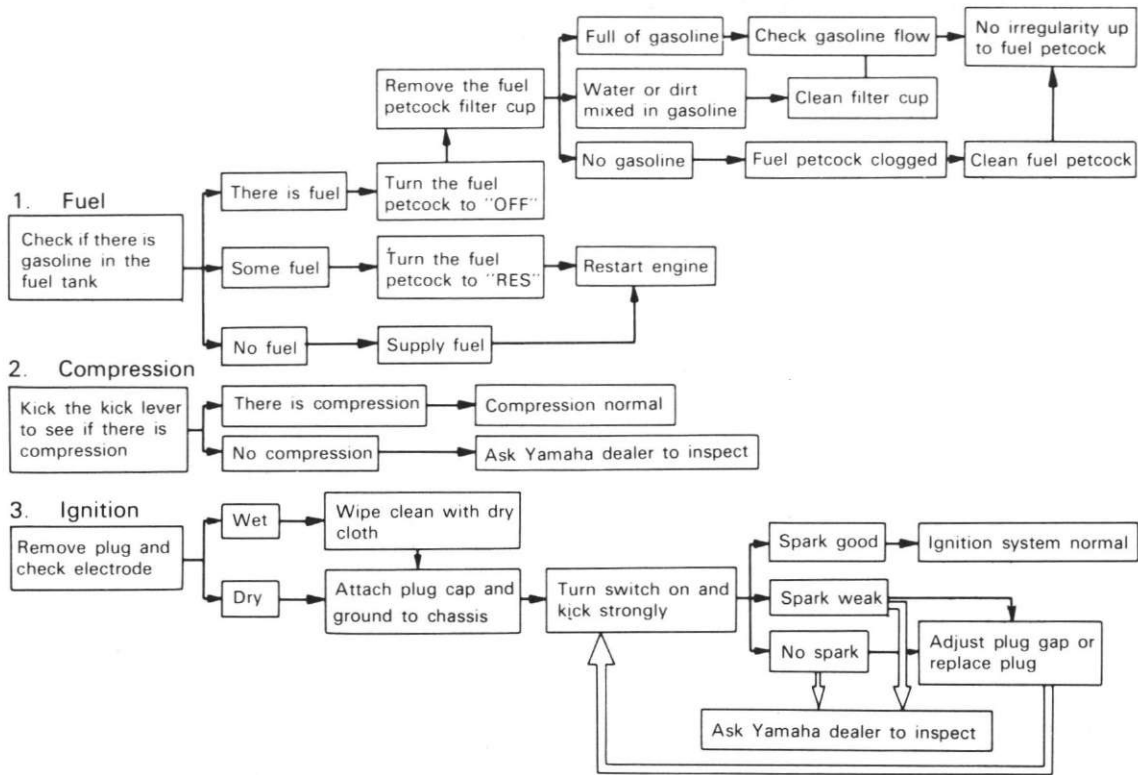 Full of gasoline
Check gasoline flow
No irregularity up
to fuel petcock
Remove the fuel
petcock filter cup
Water or dirt
mixed in gasoline
Clean filter cup
No gasoline
Fuel petcock clogged
Clean fuel petcock
1. Fuel
Check if there is
gasoline in the
fuel tank
There is fuel
Turn the fuel
petcock to "OFF"
Some fuel
Turn the fuel
petcock to "RES"
Restart engine
No fuel
Supply fuel
2. Compression
Kick the kick lever
to see if there is
compression
There is compression
Compression normal
No compression
Ask Yamaha dealer to inspect
3. Ignition
Remove plug and
check electrode
Wet
Wipe clean with dry
cloth
Dry
Attach plug cap and
ground to chassis
Turn switch on and
kick strongly
Spark good
Ignition system normal
Spark weak
No spark
Adjust plug gap or
replace plug
Ask Yamaha dealer to inspect